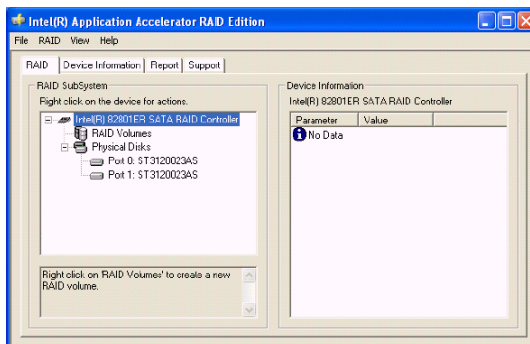 Intel(R) Application Accelerator RAID Edition
File RAID View Help
RAID Device Information Report Support
RAID SubSystem
Right click on the device for actions.
Intel(R) 82801ER SATA RAID Controller
RAID Volumes
Physical Disks
Port 0: ST3120023AS
Port 1: ST3120023AS
Right click on 'RAID Volumes' to create a new
RAID volume.
Device Information
Intel(R) 82801ER SATA RAID Controller
Parameter Value
No Data